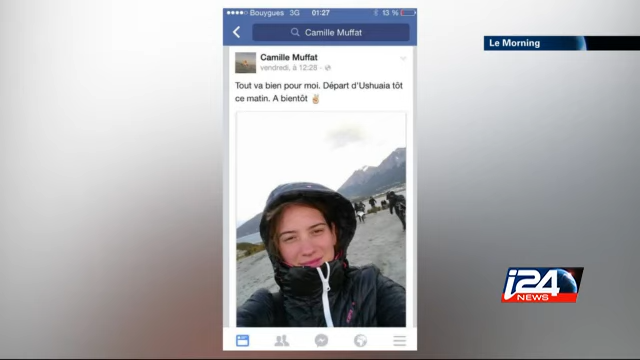 Bouygues 3G 01:27 13 %
Camille Muffat
Le Morning
Camille Muffat
vendredi, à 12:26
Tout va bien pour moi. Départ d'Ushuaia tôt
ce matin. A bientôt ✌
i24
NEWS